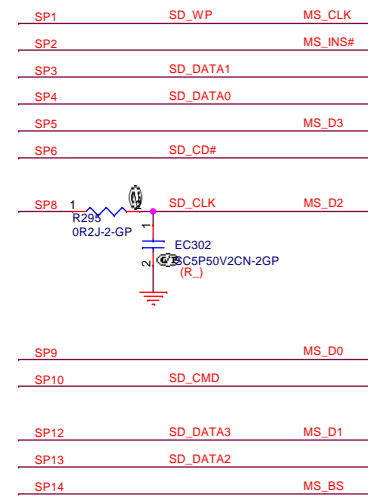 SP1 SD_WP MS_CLK
SP2 MS_INS#
SP3 SD_DATA1
SP4 SD_DATA0
SP5 MS_D3
SP6 SD_CD#
SP8 1 SD_CLK MS_D2
R295
0R2J-2-GP
1
EC302
2 SC5P50V2CN-2GP
(R_)
SP9 MS_D0
SP10 SD_CMD
SP12 SD_DATA3 MS_D1
SP13 SD_DATA2
SP14 MS_BS